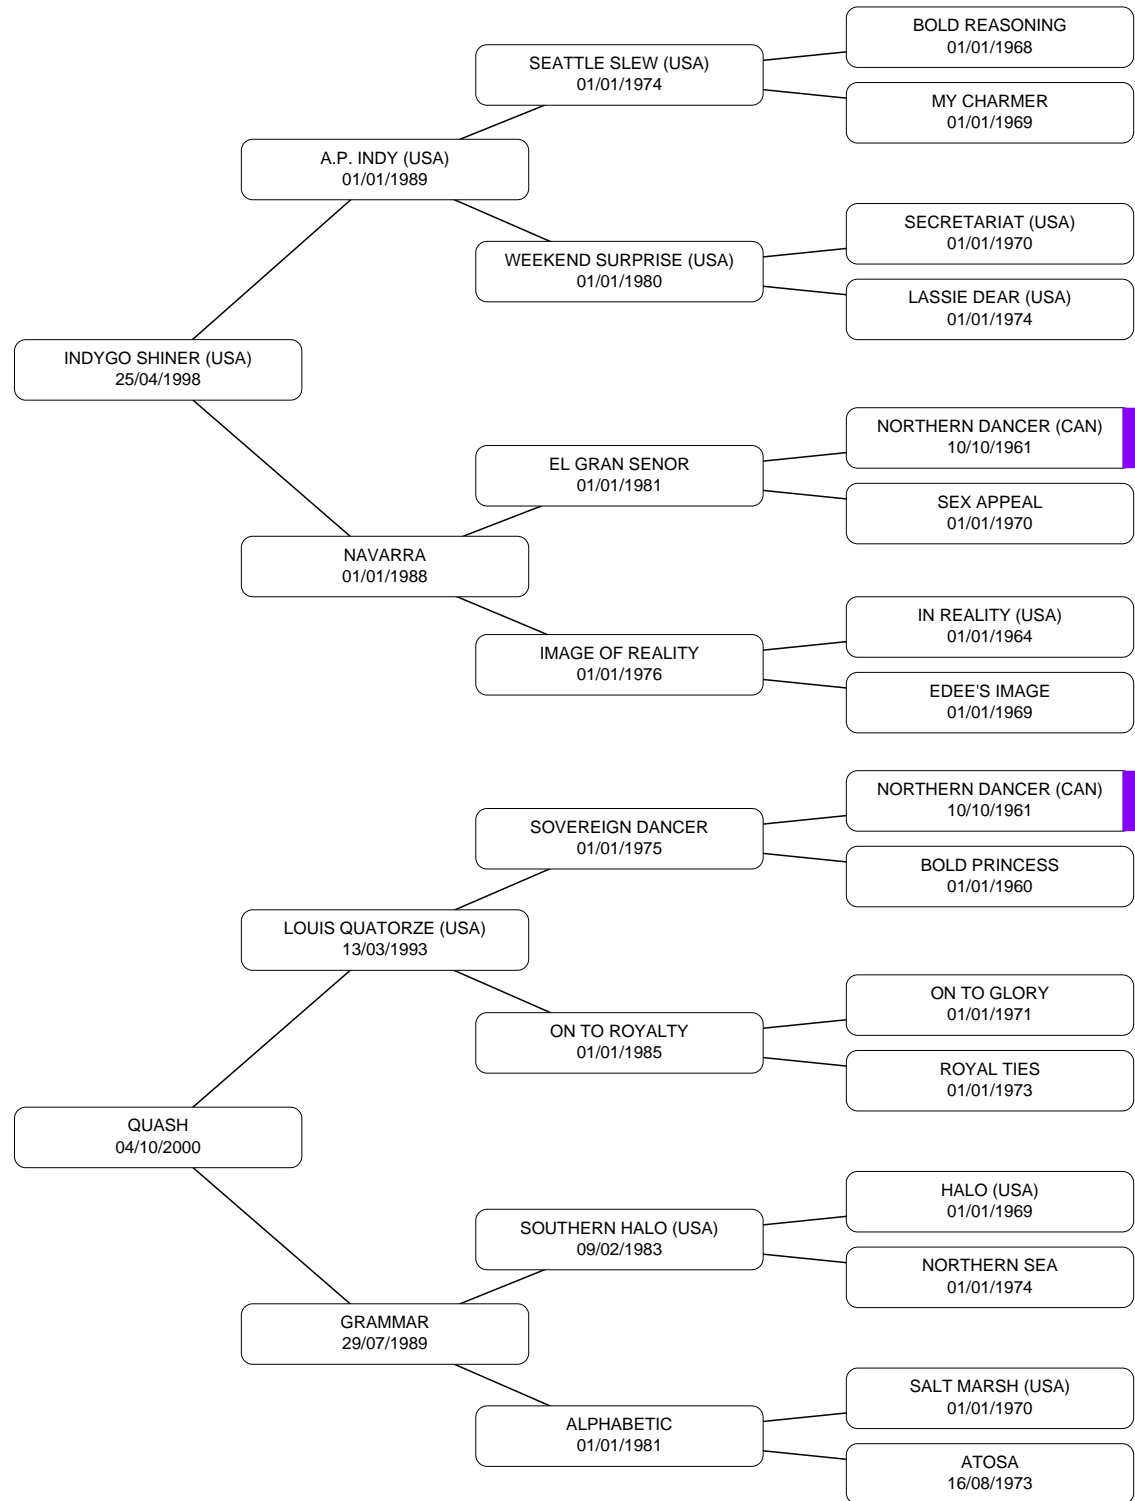 BOLD REASONING
01/01/1968
SEATTLE SLEW (USA)
01/01/1974
MY CHARMER
01/01/1969
A.P. INDY (USA)
01/01/1989
SECRETARIAT (USA)
01/01/1970
WEEKEND SURPRISE (USA)
01/01/1980
LASSIE DEAR (USA)
01/01/1974
INDYGO SHINER (USA)
25/04/1998
NORTHERN DANCER (CAN)
10/10/1961
EL GRAN SENOR
01/01/1981
SEX APPEAL
01/01/1970
NAVARRA
01/01/1988
IN REALITY (USA)
01/01/1964
IMAGE OF REALITY
01/01/1976
EDEE'S IMAGE
01/01/1969
NORTHERN DANCER (CAN)
10/10/1961
SOVEREIGN DANCER
01/01/1975
BOLD PRINCESS
01/01/1960
LOUIS QUATORZE (USA)
13/03/1993
ON TO GLORY
01/01/1971
ON TO ROYALTY
01/01/1985
ROYAL TIES
01/01/1973
QUASH
04/10/2000
HALO (USA)
01/01/1969
SOUTHERN HALO (USA)
09/02/1983
NORTHERN SEA
01/01/1974
GRAMMAR
29/07/1989
SALT MARSH (USA)
01/01/1970
ALPHABETIC
01/01/1981
ATOSA
16/08/1973